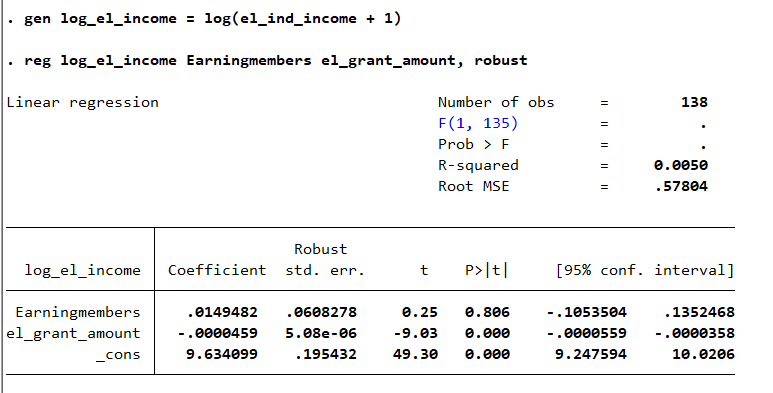 . gen log_el_income = log(el_ind_income + 1)
. reg log_el_income Earningmembers el_grant_amount, robust
Linear regression Number of obs = 138
F(1, 135) = .
Prob > F = .
R-squared = 0.0050
Root MSE = .57804
Robust
log_el_income Coefficient std. err. t P>|t| [95% conf. interval]
Earningmembers .0149482 .0608278 0.25 0.806 -.1053504 .1352468
el_grant_amount -.0000459 5.08e-06 -9.03 0.000 -.0000559 -.0000358
_cons 9.634099 .195432 49.30 0.000 9.247594 10.0206